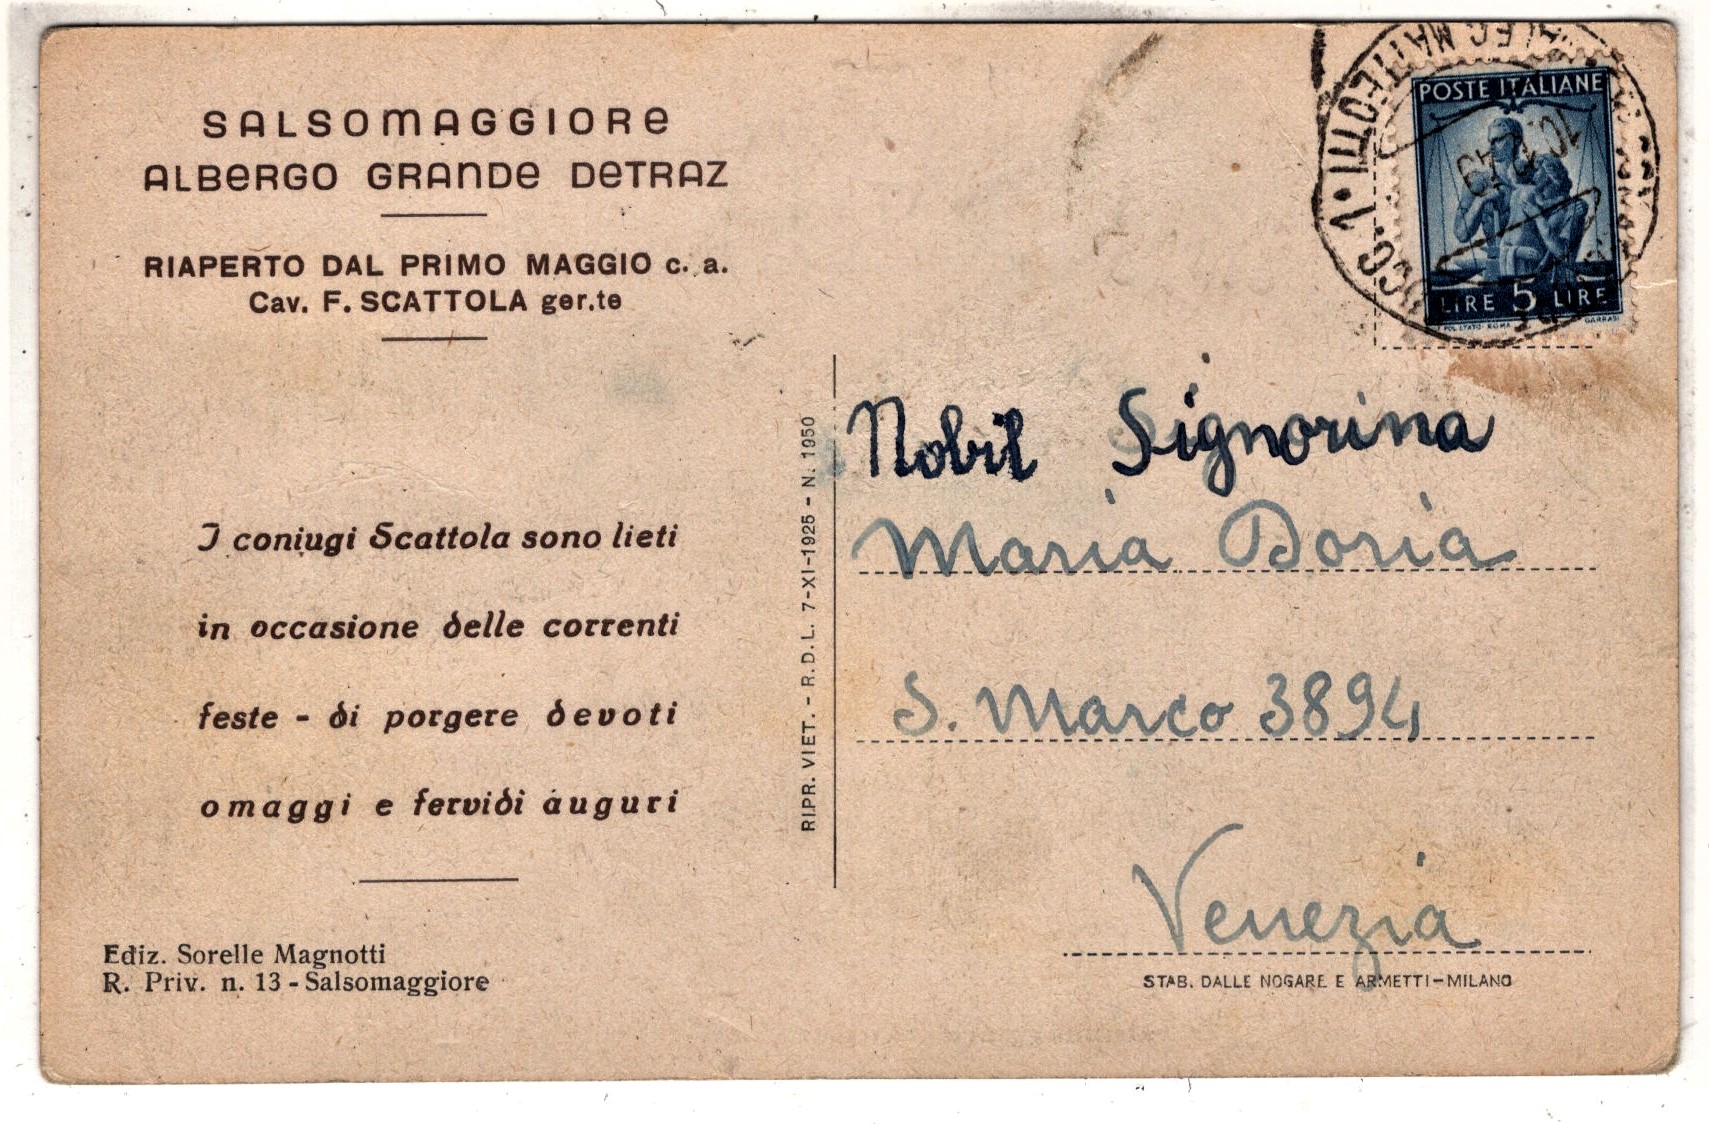 SALSOMAGGIORE
ALBERGO GRANDE DETRAZ
RIAPERTO DAL PRIMO MAGGIO c. a.
Cav. F. SCATTOLA ger.te
I coniugi Scattola sono lieti
in occasione delle correnti
feste - di porgere devoti
omaggi e fervidi auguri
Ediz. Sorelle Magnotti
R. Priv. n. 13 - Salsomaggiore
RIPR. VIET. - R.D.L. 7-XI-1925 - N. 1950
POSTE ITALIANE
LIRE 5 LIRE
MATTEOTTI
Nobil Signorina
Maria Doria
S. Marco 3894
Venezia
STAB. DALLE NOGARE E ARMETTI-MILANO